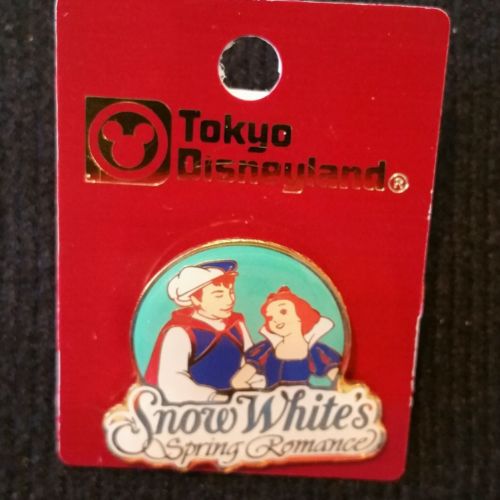 Tokyo
Disneyland®
Snow White's
Spring Romance